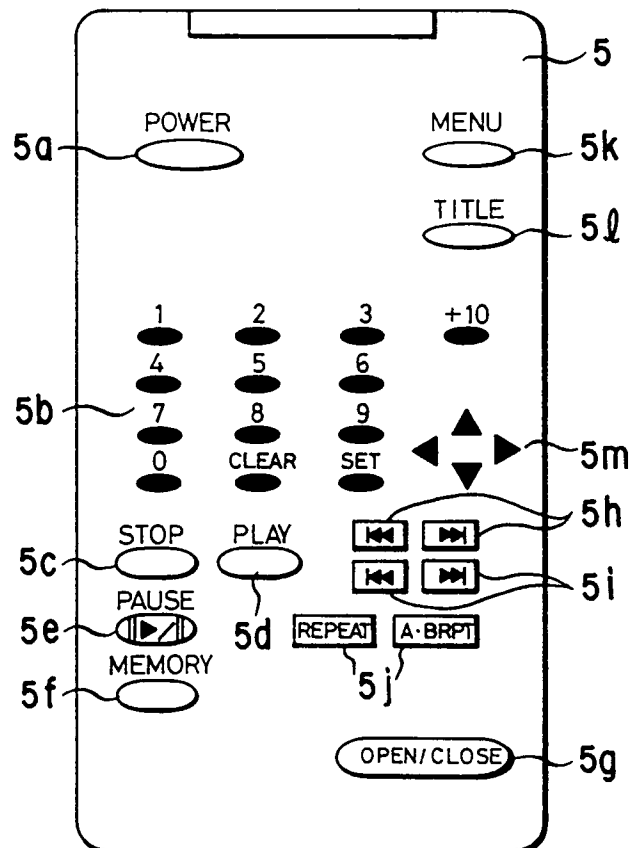 5
POWER MENU
5a 5k
TITLE
5l
1 2 3 +10
4 5 6
5b 7 8 9
5m
0 CLEAR SET
5h
STOP PLAY
5c
5i
PAUSE
5e 5d REPEAT A·BRPT
MEMORY 5j
5f
OPEN/CLOSE 5g